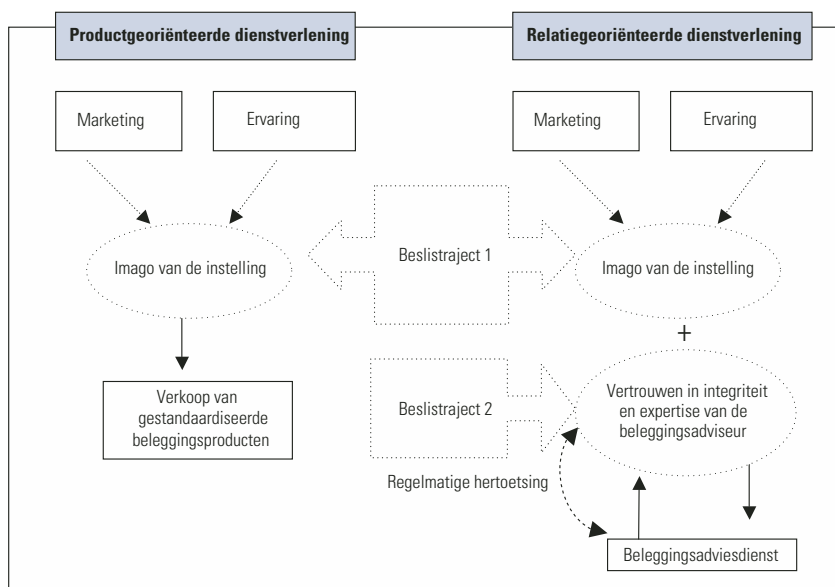 Productgeoriënteerde dienstverlening
Relatiegeoriënteerde dienstverlening
Marketing
Ervaring
Marketing
Ervaring
Imago van de instelling
Beslistraject 1
Imago van de instelling
+
Verkoop van
gestandaardiseerde
beleggingsproducten
Beslistraject 2
Vertrouwen in integriteit
en expertise van de
beleggingsadviseur
Regelmatige hertoetsing
Beleggingsadviesdienst